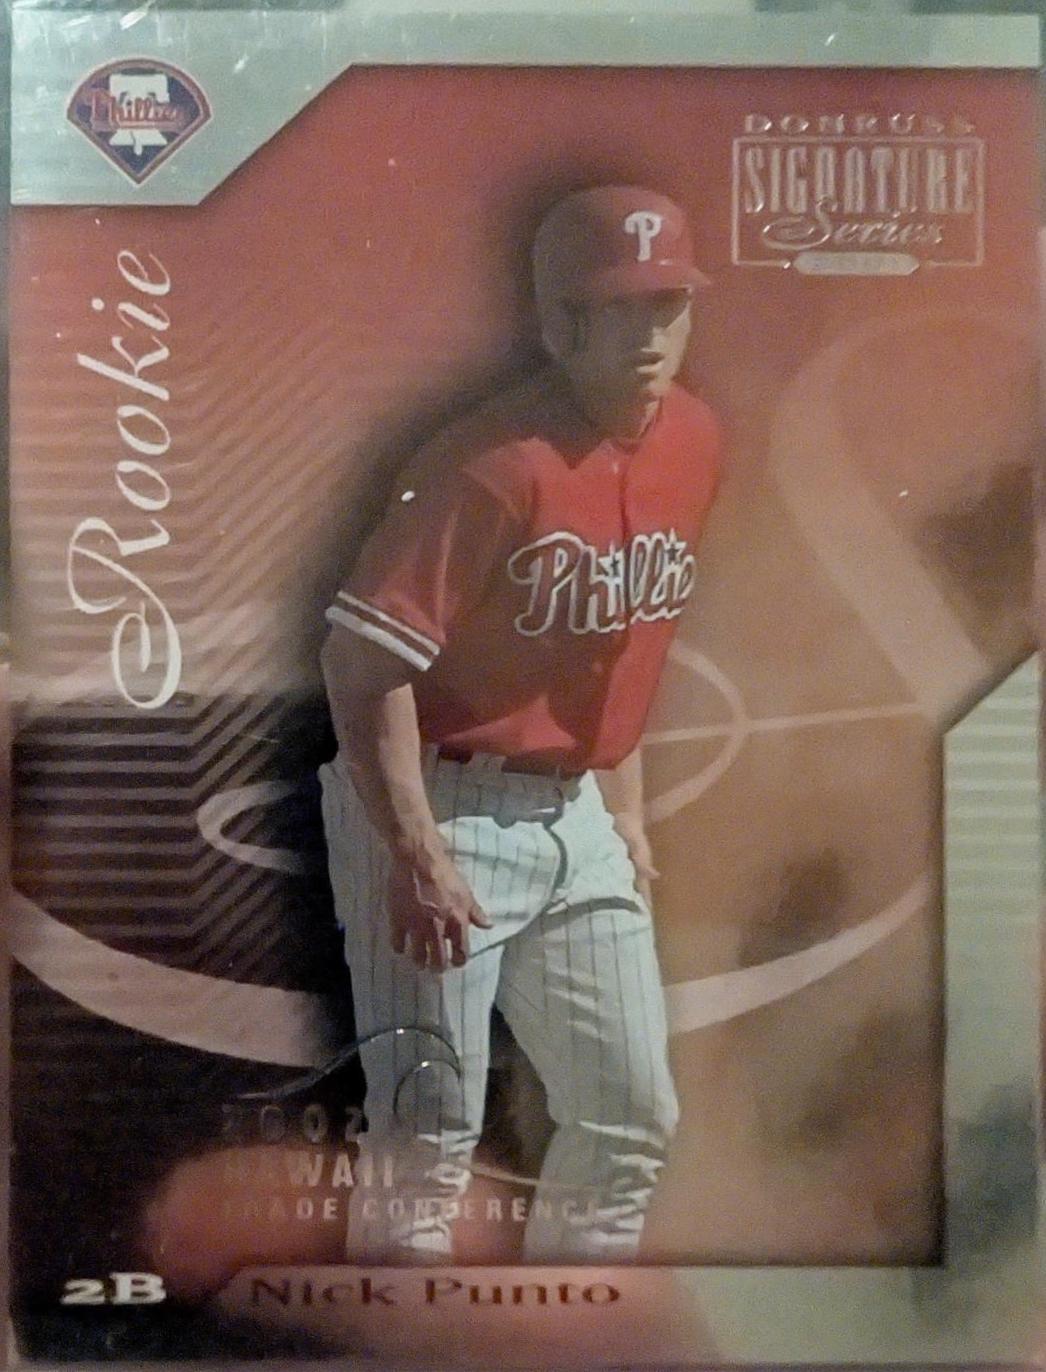 Phillies
DONRUSS
SIGNATURE
Series
Rookie
P
Phillies
2002
HAWAII
TRADE CONFERENCE
2B
Nick Punto